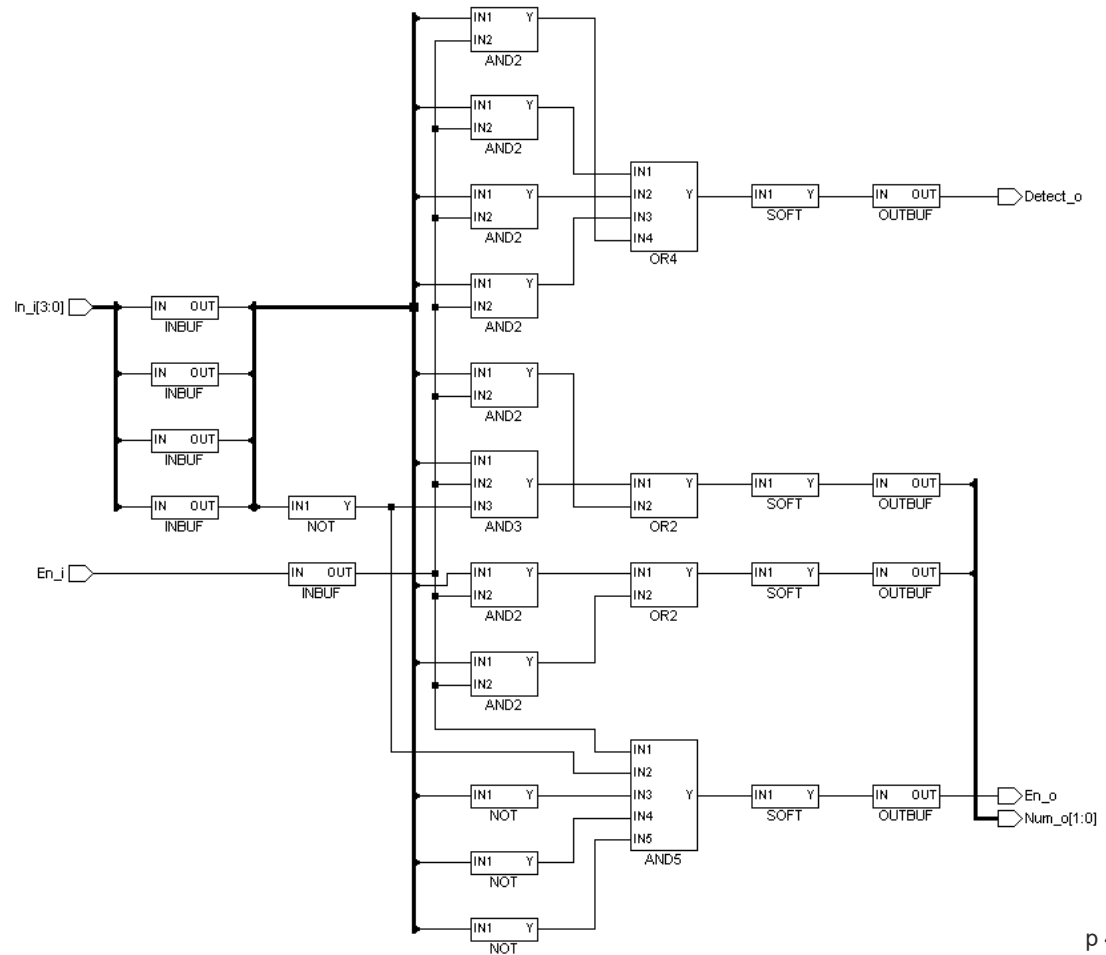 IN1 Y
IN2
AND2
IN1 Y
IN2
AND2
IN1 Y
IN2
AND2
IN1
IN2 Y
IN3
IN4
OR4
IN1 Y
SOFT
IN OUT
OUTBUF
Detect_o
IN1 Y
IN2
AND2
In_i[3:0]
IN OUT
INBUF
IN OUT
INBUF
IN OUT
INBUF
IN OUT
INBUF
IN1 Y
NOT
IN1 Y
IN2
AND2
IN1 Y
IN2
IN3
AND3
IN1 Y
IN2
OR2
IN1 Y
SOFT
IN OUT
OUTBUF
En_i
IN OUT
INBUF
IN1 Y
IN2
AND2
IN1 Y
IN2
OR2
IN1 Y
SOFT
IN OUT
OUTBUF
IN1 Y
IN2
AND2
IN1
IN2
IN3 Y
IN4
IN5
AND5
IN1 Y
NOT
IN1 Y
NOT
IN1 Y
NOT
IN1 Y
SOFT
IN OUT
OUTBUF
En_o
Num_o[1:0]
p